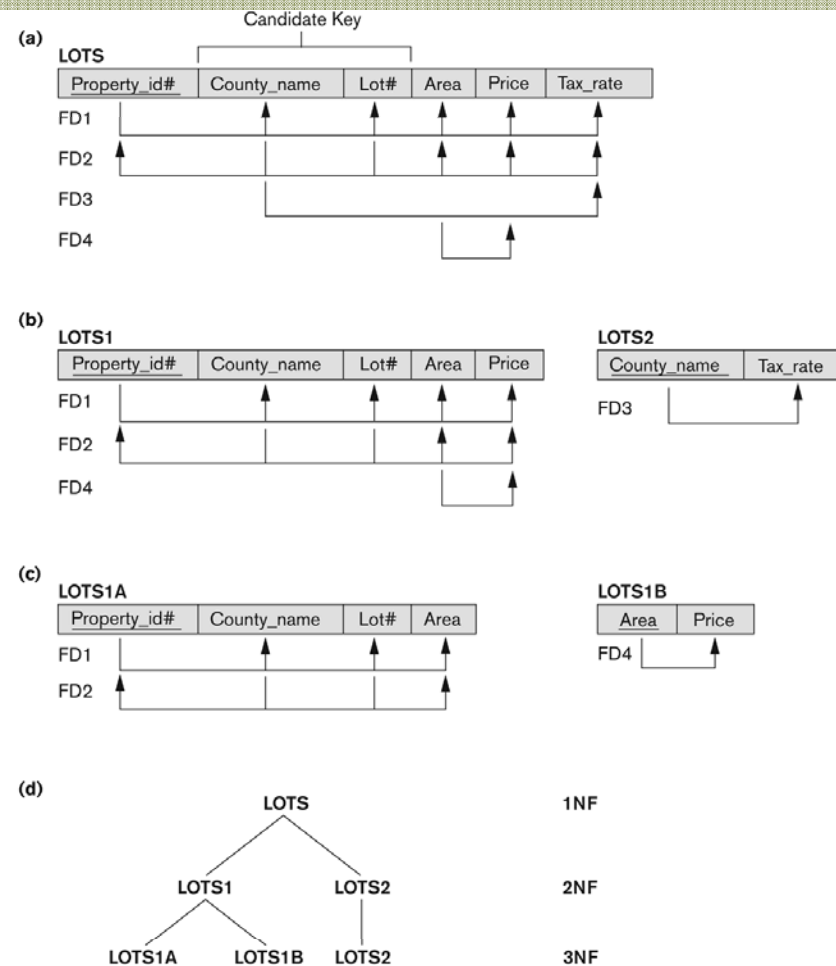 Candidate Key
(a)
LOTS
Property_id# County_name Lot# Area Price Tax_rate
FD1
FD2
FD3
FD4
(b)
LOTS1 LOTS2
Property_id# County_name Lot# Area Price County_name Tax_rate
FD1 FD3
FD2
FD4
(c)
LOTS1A LOTS1B
Property_id# County_name Lot# Area Area Price
FD1 FD4
FD2
(d)
LOTS 1NF
LOTS1 LOTS2 2NF
LOTS1A LOTS1B LOTS2 3NF